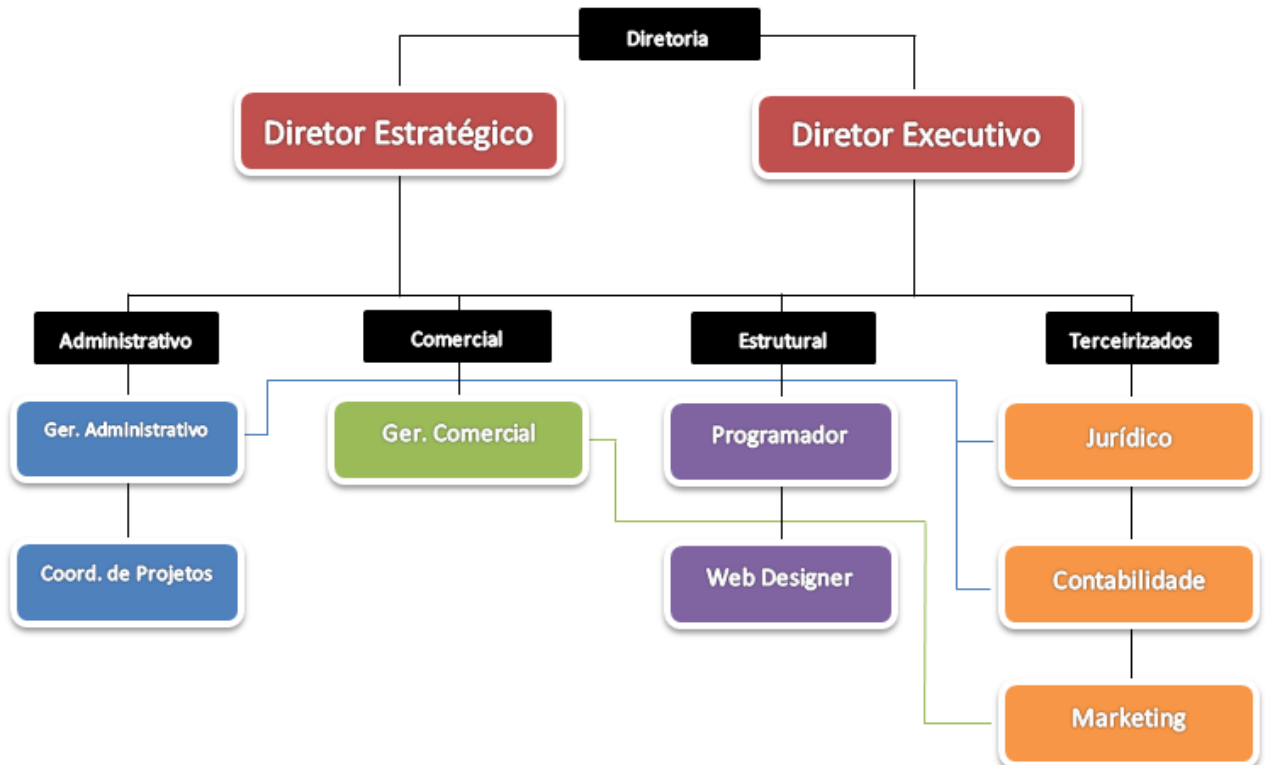 Diretoria
Diretor Estratégico
Diretor Executivo
Administrativo
Comercial
Estrutural
Terceirizados
Ger. Administrativo
Ger. Comercial
Programador
Jurídico
Coord. de Projetos
Web Designer
Contabilidade
Marketing